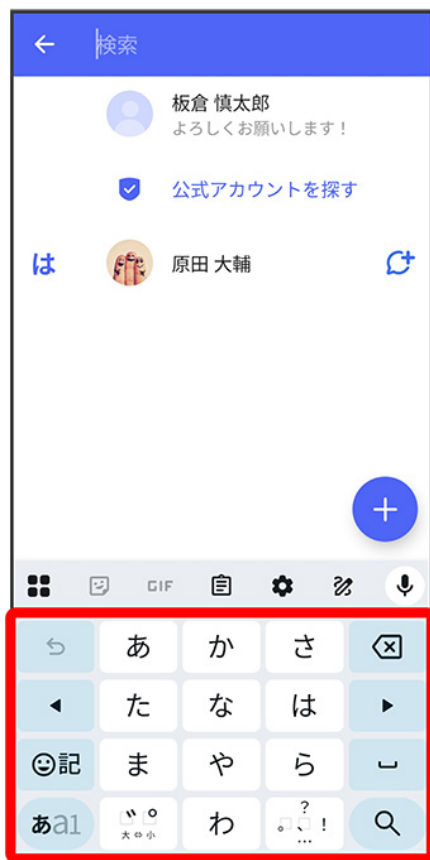 検索
板倉 慎太郎
よろしくお願いします！
公式アカウントを探す
は
原田 大輔
GIF
あ か さ
た な は
☺記 ま や ら
あa1 大⇔小 わ 。、?!…